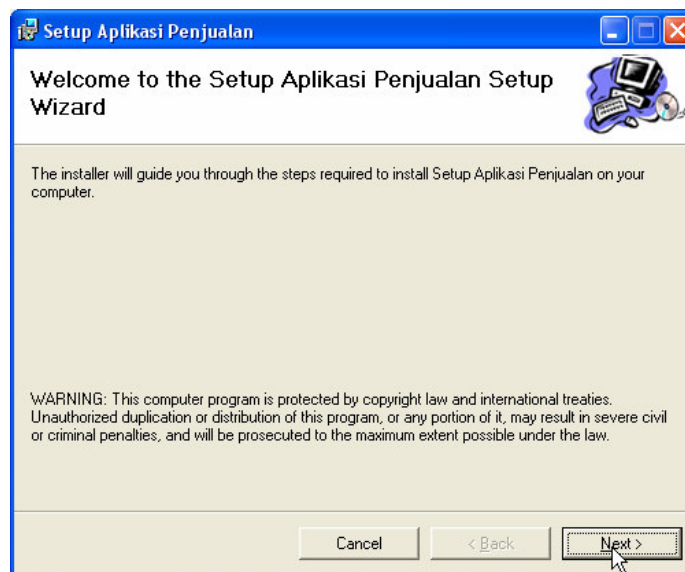 Setup Aplikasi Penjualan
Welcome to the Setup Aplikasi Penjualan Setup
Wizard
The installer will guide you through the steps required to install Setup Aplikasi Penjualan on your
computer.
WARNING: This computer program is protected by copyright law and international treaties.
Unauthorized duplication or distribution of this program, or any portion of it, may result in severe civil
or criminal penalties, and will be prosecuted to the maximum extent possible under the law.
Cancel
< Back
Next >